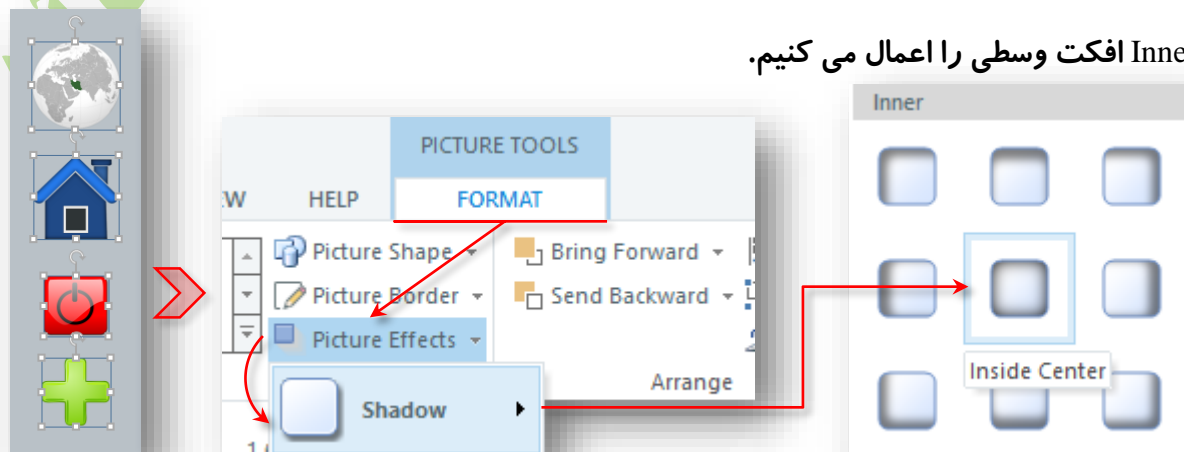 افکت وسطی را اعمال می کنیم.
Inner
PICTURE TOOLS
HELP
FORMAT
Picture Shape
Bring Forward
Picture Border
Send Backward
Picture Effects
Inside Center
Arrange
Shadow